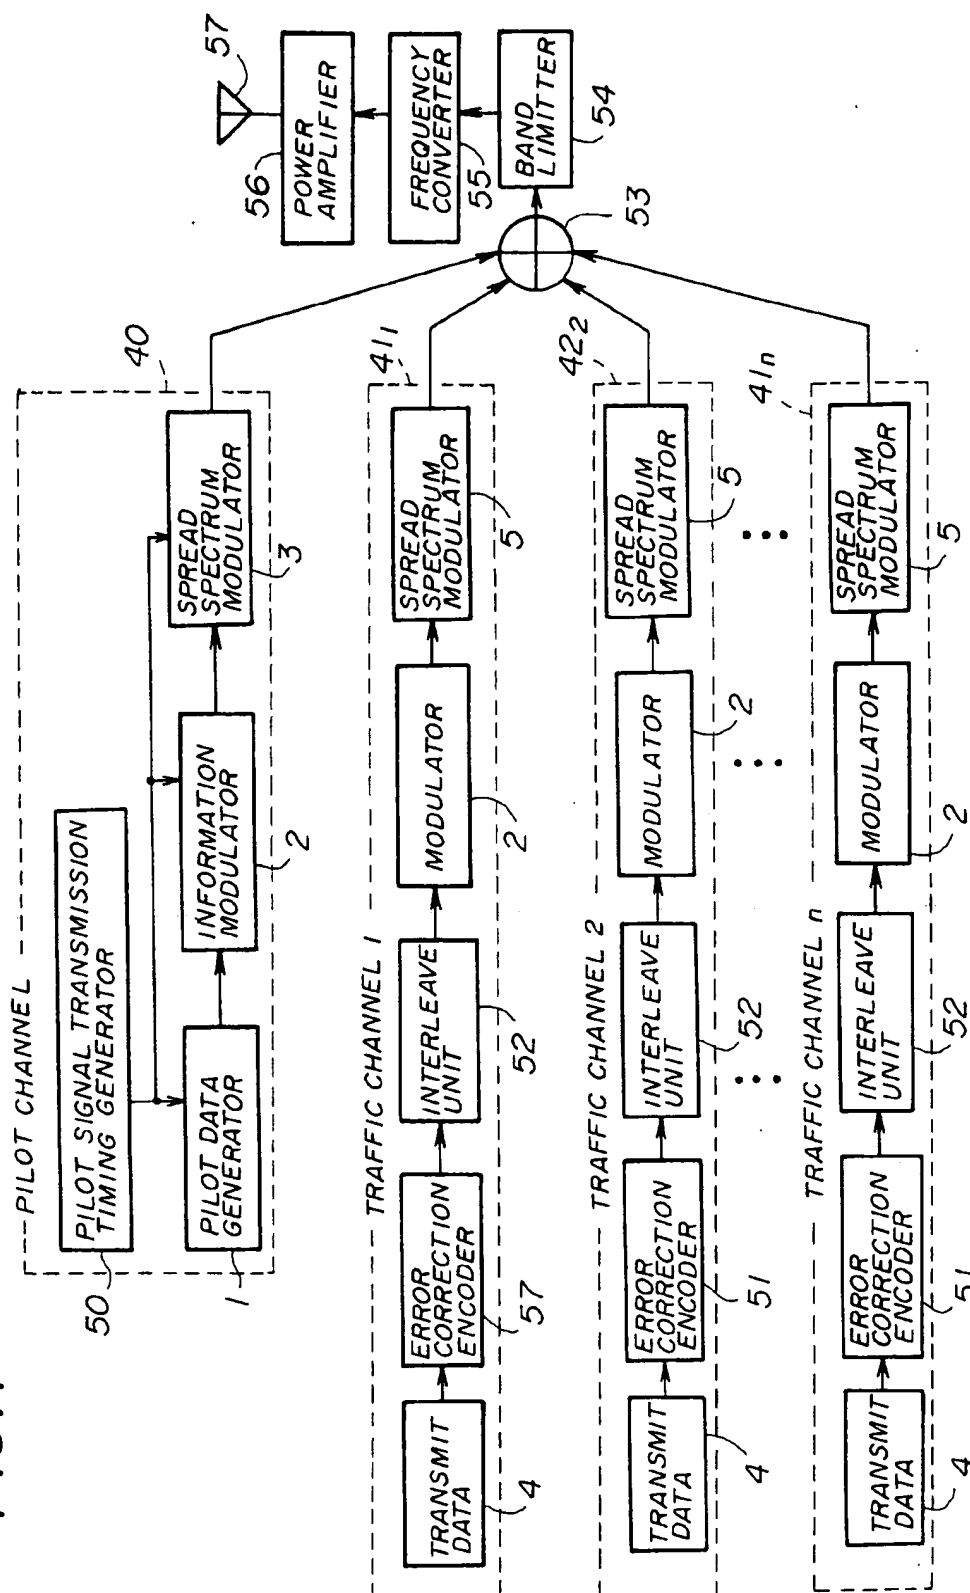 PILOT CHANNEL
40
PILOT SIGNAL TRANSMISSION
TIMING GENERATOR
50
PILOT DATA
GENERATOR
1
INFORMATION
MODULATOR
2
SPREAD
SPECTRUM
MODULATOR
3
TRAFFIC CHANNEL 1
41₁
TRANSMIT
DATA
4
ERROR
CORRECTION
ENCODER
57
INTERLEAVE
UNIT
52
MODULATOR
2
SPREAD
SPECTRUM
MODULATOR
5
TRAFFIC CHANNEL 2
42₂
TRANSMIT
DATA
4
ERROR
CORRECTION
ENCODER
51
INTERLEAVE
UNIT
52
MODULATOR
2
SPREAD
SPECTRUM
MODULATOR
5
TRAFFIC CHANNEL n
41n
TRANSMIT
DATA
4
ERROR
CORRECTION
ENCODER
51
INTERLEAVE
UNIT
52
MODULATOR
2
SPREAD
SPECTRUM
MODULATOR
5
53
BAND
LIMITTER
54
FREQUENCY
CONVERTER
55
POWER
AMPLIFIER
56
57